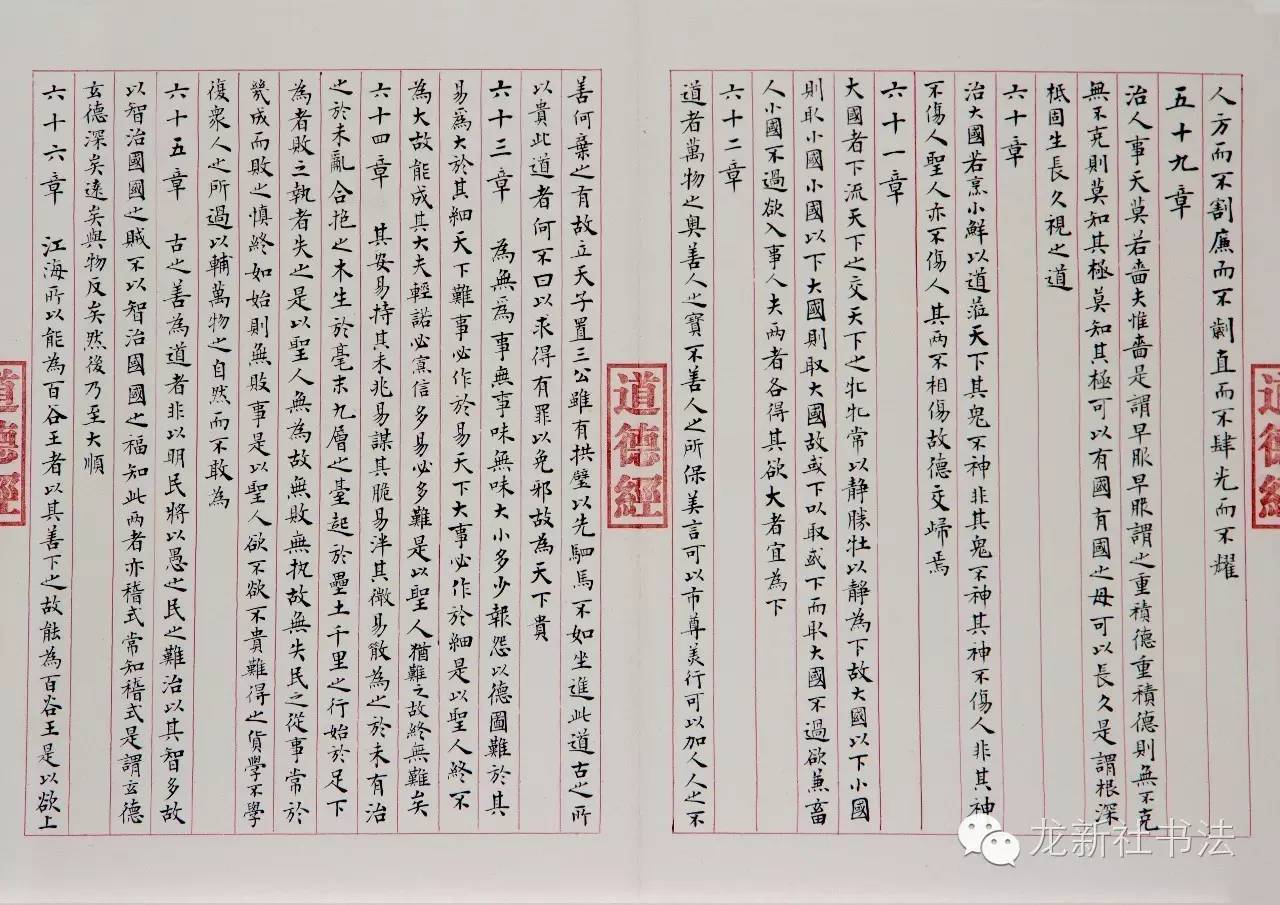 人方而不割廉而不劌直而不肆光而不耀
五十九章
治人事天莫若嗇夫惟嗇是謂早服早服謂之重積德重積德則無不克
無不克則莫知其極莫知其極可以有國有國之母可以長久是謂根深
柢固生長久視之道
六十章
治大國若烹小鮮以道蒞天下其鬼不神非其鬼不神其神不傷人非其神
不傷人聖人亦不傷人其兩不相傷故德交歸焉
六十一章
大國者下流天下之交天下之牝牝常以靜勝牡以靜為下故大國以下小國
則取小國小國以下大國則取大國故或下以取或下而取大國不過欲兼畜
人小國不過欲入事人夫兩者各得其欲大者宜為下
六十二章
道者萬物之奧善人之寶不善人之所保美言可以市尊美行可以加人人之不
善何棄之有故立天子置三公雖有拱璧以先駟馬不如坐進此道古之所
以貴此道者何不曰以求得有罪以免邪故為天下貴
六十三章 為無爲事無事味無味大小多少報怨以德圖難於其
易爲大於其細天下難事必作於易天下大事必作於細是以聖人終不
為大故能成其大夫輕諾必寡信多易必多難是以聖人猶難之故終無難矣
六十四章 其安易持其未兆易謀其脆易泮其微易散為之於未有治
之於未亂合抱之木生於毫末九層之臺起於壘土千里之行始於足下
為者敗之執者失之是以聖人無為故無敗無执故無失民之從事常於
幾成而敗之慎終如始則無敗事是以聖人欲不欲不貴難得之貨學不學
復衆人之所過以輔萬物之自然而不敢為
六十五章 古之善為道者非以明民將以愚之民之難治以其智多故
以智治國國之賊不以智治國國之福知此兩者亦稽式常知稽式是謂玄德
玄德深矣遠矣與物反矣然後乃至大順
六十六章 江海所以能為百谷王者以其善下之故能為百谷王是以欲上
道德經
道德經
道德經
龙新社书法